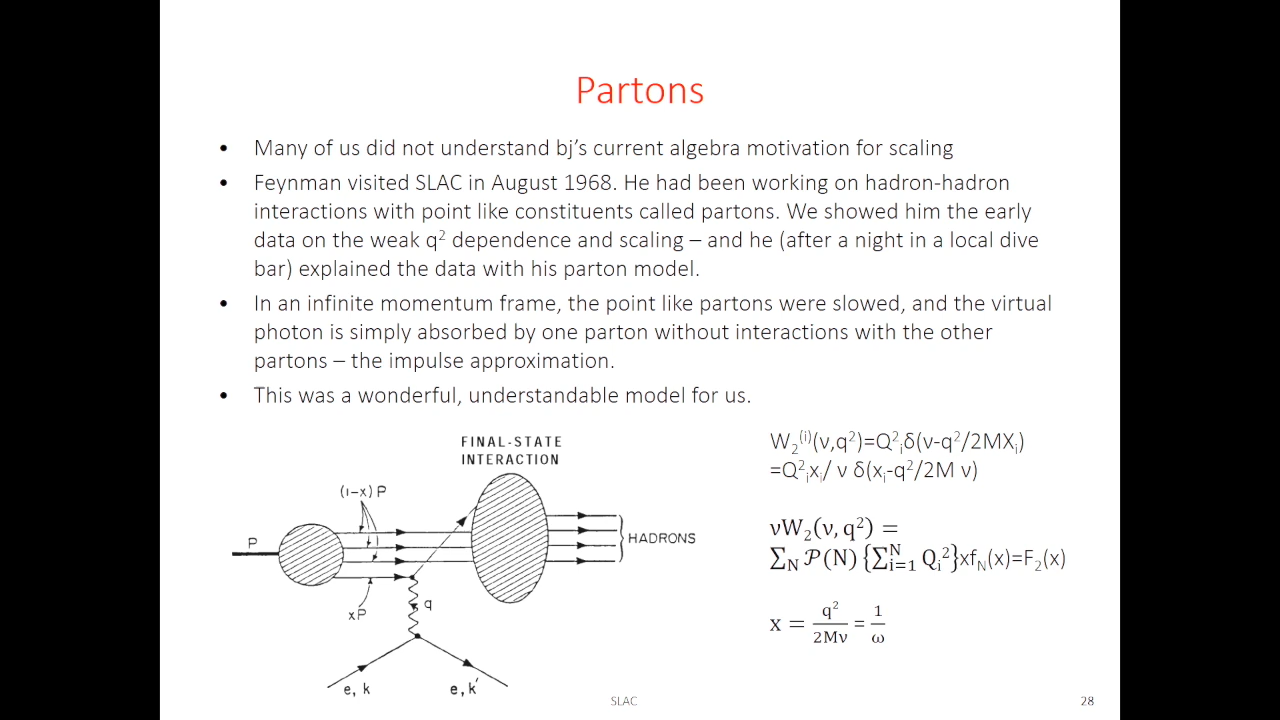 Partons
• Many of us did not understand bj’s current algebra motivation for scaling
• Feynman visited SLAC in August 1968. He had been working on hadron-hadron
interactions with point like constituents called partons. We showed him the early
data on the weak q² dependence and scaling – and he (after a night in a local dive
bar) explained the data with his parton model.
• In an infinite momentum frame, the point like partons were slowed, and the virtual
photon is simply absorbed by one parton without interactions with the other
partons – the impulse approximation.
• This was a wonderful, understandable model for us.
FINAL-STATE
INTERACTION
(1-x)P
P
HADRONS
xP
q
e, k
e, k'
W₂⁽ⁱ⁾(ν,q²)=Q²ᵢδ(ν-q²/2MXᵢ)
=Q²ᵢxᵢ/ ν δ(xᵢ-q²/2M ν)
νW₂(ν, q²) =
∑_N 𝒫(N) {∑_{i=1}^N Qᵢ²}xf_N(x)=F₂(x)
x = q²/2Mν = 1/ω
SLAC
28